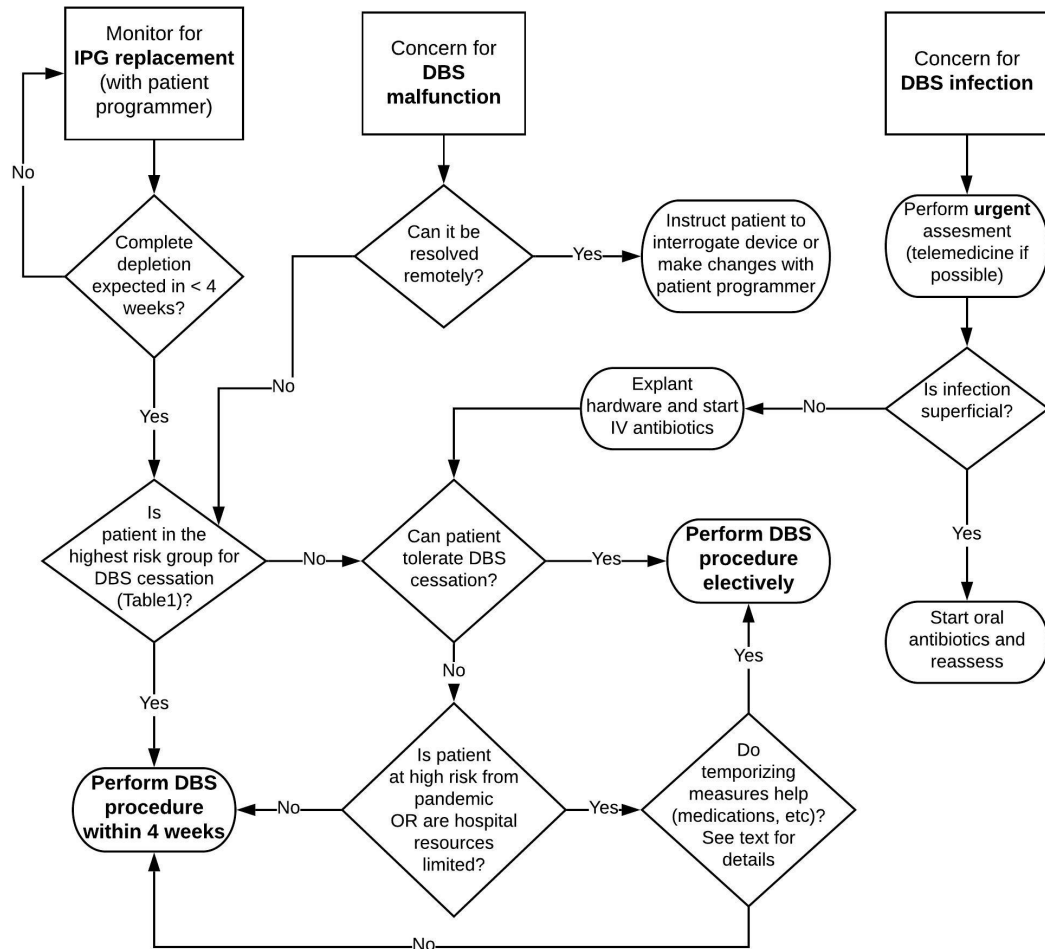 Monitor for
IPG replacement
(with patient
programmer)
Concern for
DBS
malfunction
Concern for
DBS infection
No
Complete
depletion
expected in < 4
weeks?
Can it be
resolved
remotely?
Yes
Instruct patient to
interrogate device or
make changes with
patient programmer
Perform urgent
assesment
(telemedicine if
possible)
No
Yes
Explant
hardware and start
IV antibiotics
No
Is infection
superficial?
Is
patient in the
highest risk group for
DBS cessation
(Table1)?
No
Can patient
tolerate DBS
cessation?
Yes
Perform DBS
procedure
electively
Yes
Start oral
antibiotics and
reassess
Yes
No
Yes
Perform DBS
procedure
within 4 weeks
No
Is patient
at high risk from
pandemic
OR are hospital
resources
limited?
Yes
Do
temporizing
measures help
(medications, etc)?
See text for
details
No